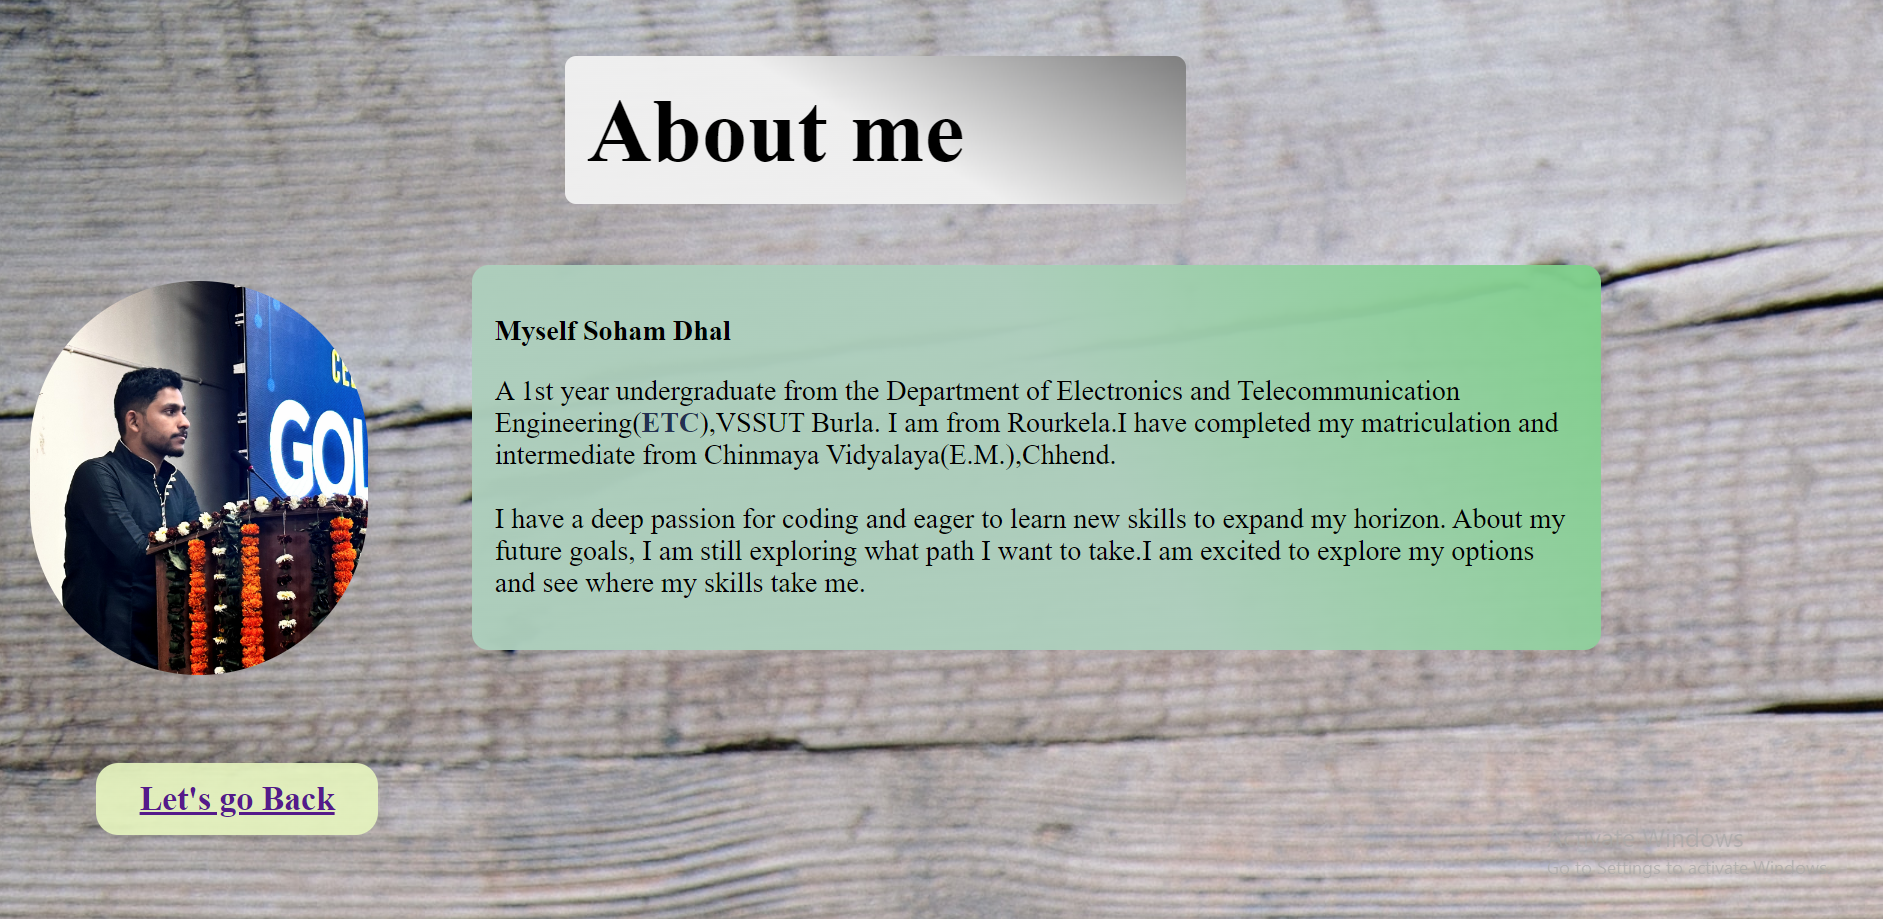 About me
Myself Soham Dhal
A 1st year undergraduate from the Department of Electronics and Telecommunication
Engineering(ETC),VSSUT Burla. I am from Rourkela.I have completed my matriculation and
intermediate from Chinmaya Vidyalaya(E.M.),Chhend.
I have a deep passion for coding and eager to learn new skills to expand my horizon. About my
future goals, I am still exploring what path I want to take.I am excited to explore my options
and see where my skills take me.
GOL
Let's go Back
Activate Windows
Go to Settings to activate Windows.